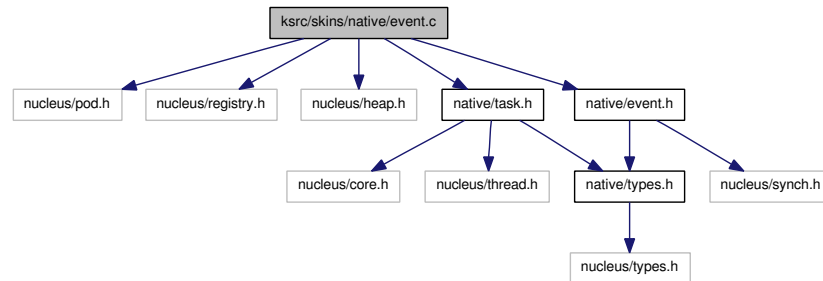 ksrc/skins/native/event.c
nucleus/pod.h
nucleus/registry.h
nucleus/heap.h
native/task.h
native/event.h
nucleus/core.h
nucleus/thread.h
native/types.h
nucleus/synch.h
nucleus/types.h